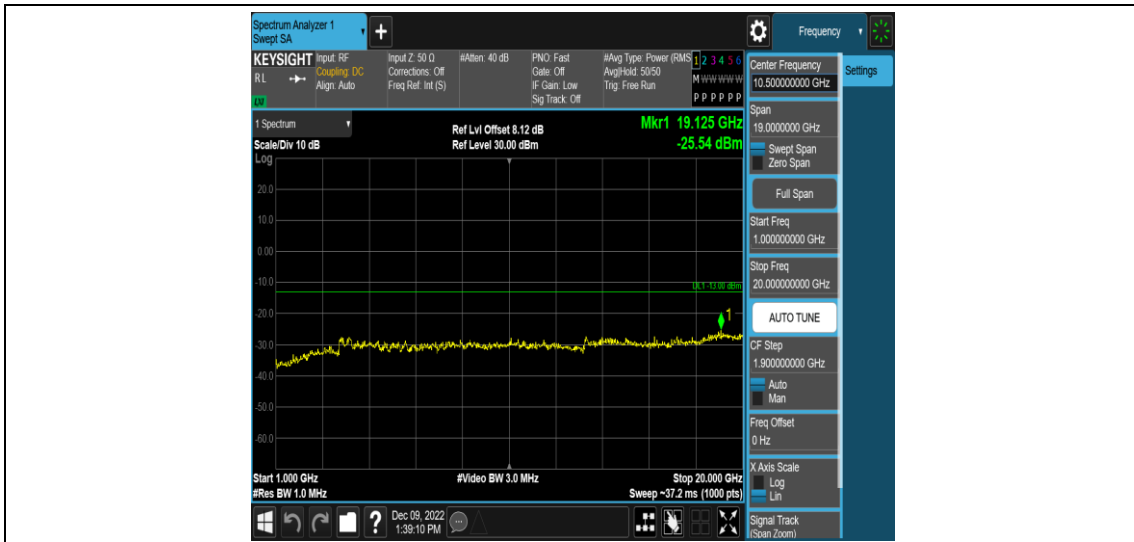 Spectrum Analyzer 1
Swept SA
+
Frequency
KEYSIGHT
RL
LM
Input: RF
Coupling: DC
Align: Auto
Input Z: 50 Ω
Corrections: Off
Freq Ref: Int (S)
#Atten: 40 dB
PNO: Fast
Gate: Off
IF Gain: Low
Sig Track: Off
#Avg Type: Power (RMS
Avg|Hold: 50/50
Trig: Free Run
1 2 3 4 5 6
M W W W W W
P P P P P P
1 Spectrum
Scale/Div 10 dB
Log
Ref Lvl Offset 8.12 dB
Ref Level 30.00 dBm
Mkr1 19.125 GHz
-25.54 dBm
20.0
10.0
0.00
-10.0
-20.0
-30.0
-40.0
-50.0
-60.0
DL1 -13.00 dBm
1
Start 1.000 GHz
#Res BW 1.0 MHz
#Video BW 3.0 MHz
Stop 20.000 GHz
Sweep ~37.2 ms (1000 pts)
Center Frequency
10.500000000 GHz
Settings
Span
19.0000000 GHz
Swept Span
Zero Span
Full Span
Start Freq
1.000000000 GHz
Stop Freq
20.000000000 GHz
AUTO TUNE
CF Step
1.900000000 GHz
Auto
Man
Freq Offset
0 Hz
X Axis Scale
Log
Lin
Signal Track
(Span Zoom)
?
Dec 09, 2022
1:39:10 PM